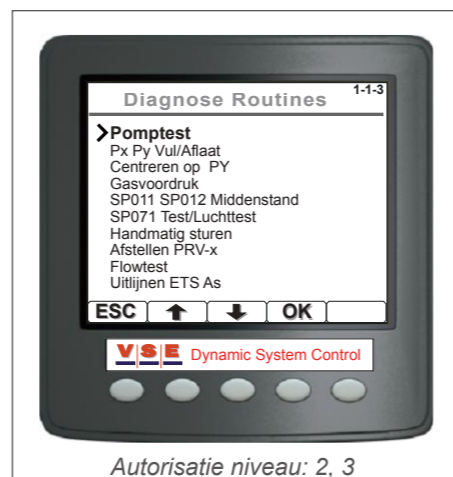 Diagnose Routines 1-1-3
Pomptest
Px Py Vul/Aflaat
Centreren op PY
Gasvoordruk
SP011 SP012 Middenstand
SP071 Test/Luchttest
Handmatig sturen
Afstellen PRV-x
Flowtest
Uitlijnen ETS As
ESC OK
VSE Dynamic System Control
Autorisatie niveau: 2, 3